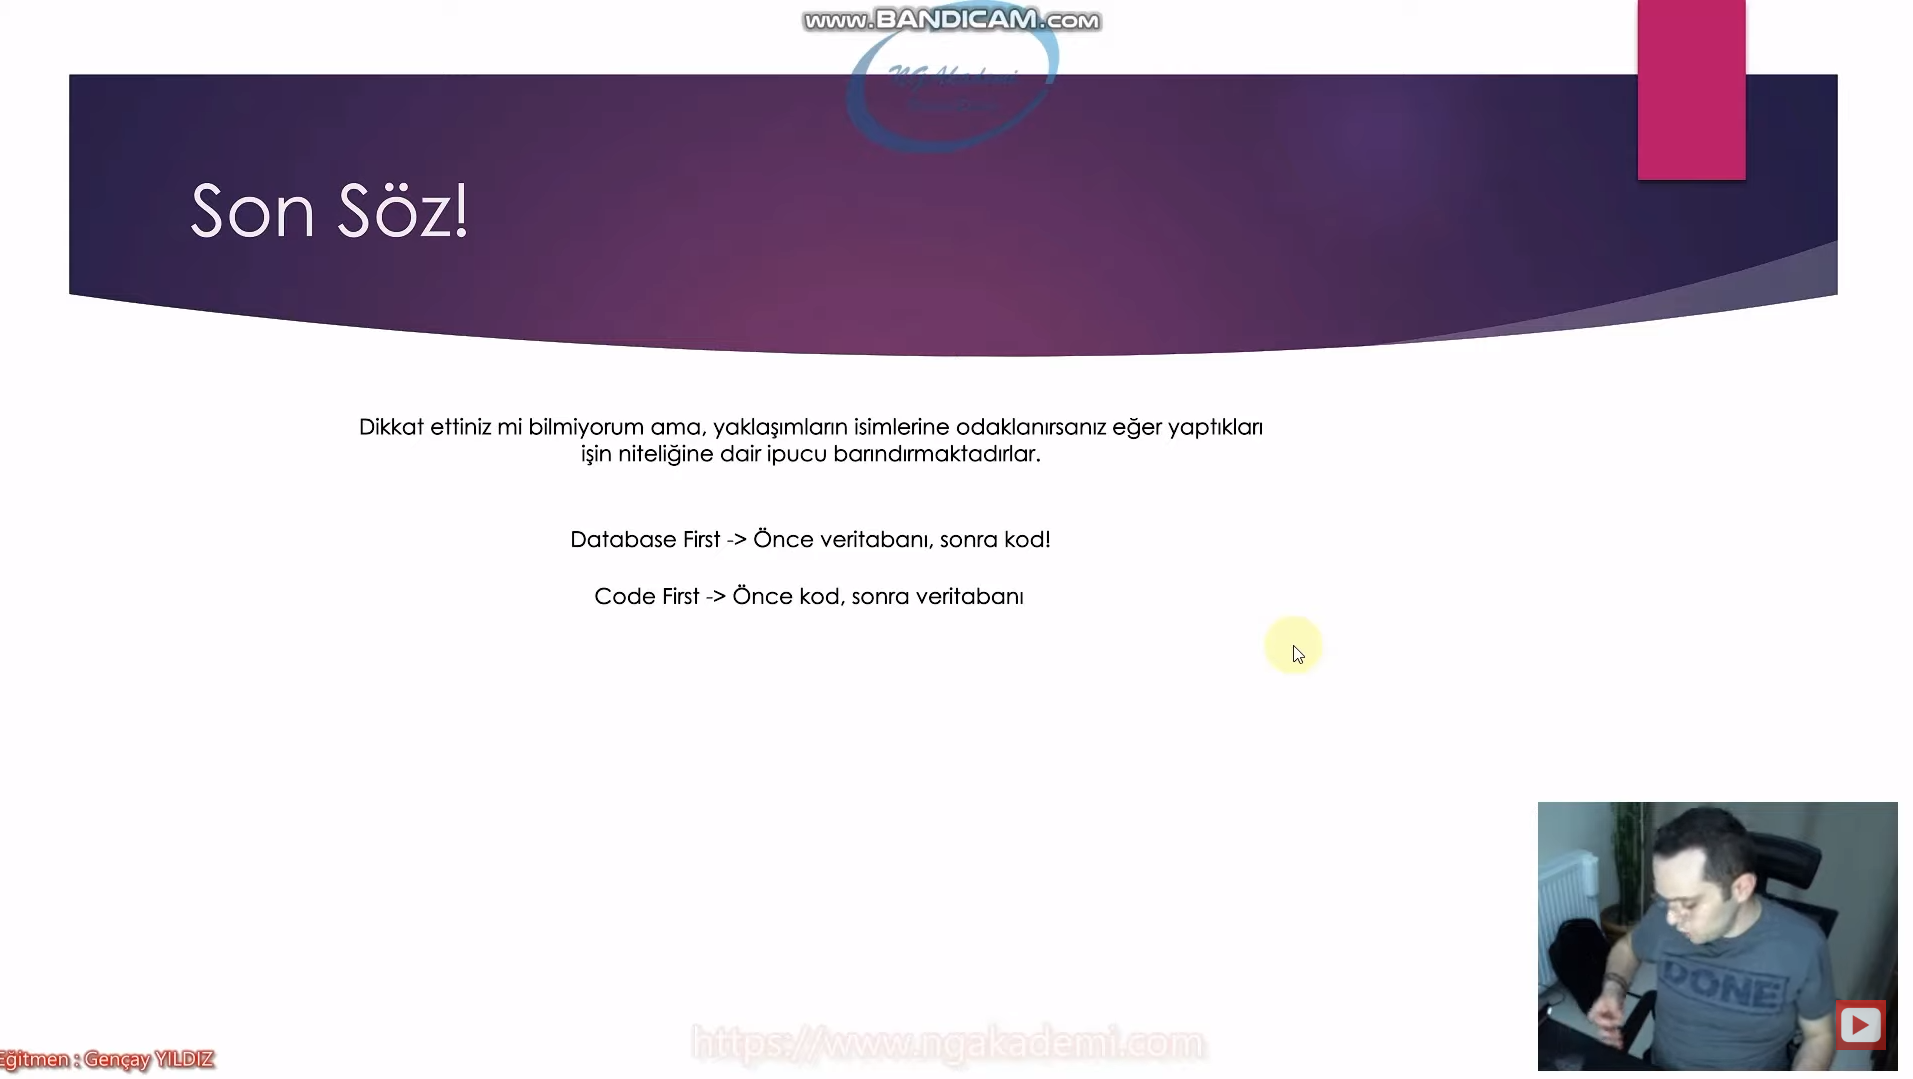 www.BANDICAM.com
NG Akademi
Son Söz!
Dikkat ettiniz mi bilmiyorum ama, yaklaşımların isimlerine odaklanırsanız eğer yaptıkları
işin niteliğine dair ipucu barındırmaktadırlar.
Database First -> Önce veritabanı, sonra kod!
Code First -> Önce kod, sonra veritabanı
DONE
https://www.ngakademi.com
Eğitmen : Gençay YILDIZ